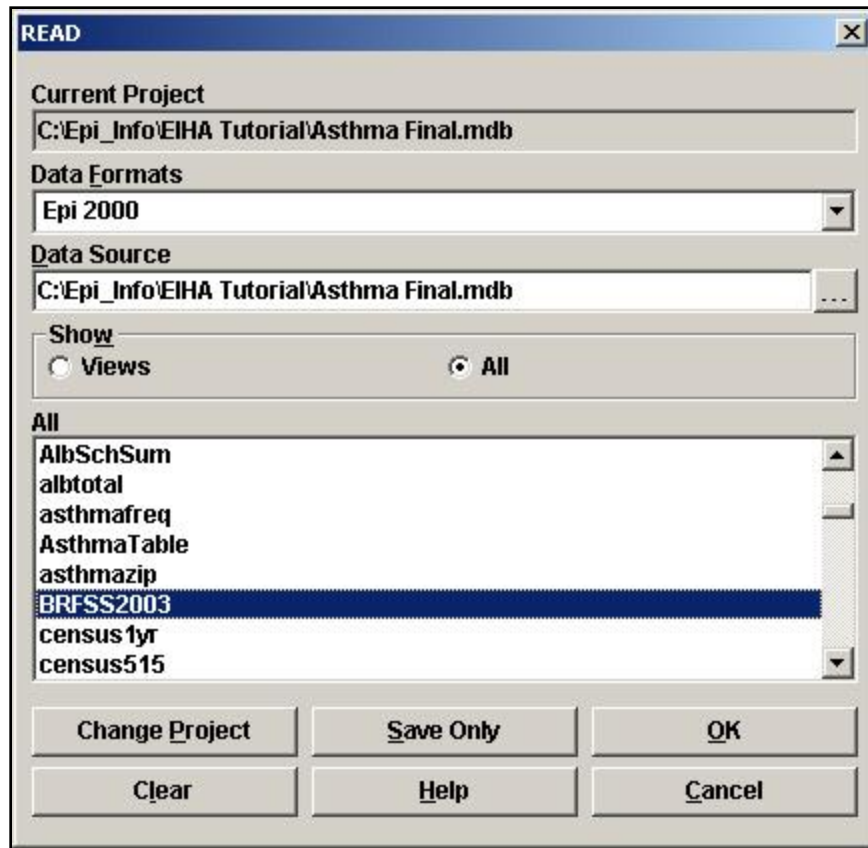 READ
Current Project
C:\Epi_Info\EIHA Tutorial\Asthma Final.mdb
Data Formats
Epi 2000
Data Source
C:\Epi_Info\EIHA Tutorial\Asthma Final.mdb
...
Show
Views All
All
AlbSchSum
albtotal
asthmafreq
AsthmaTable
asthmazip
BRFSS2003
census1yr
census515
Change Project Save Only OK
Clear Help Cancel